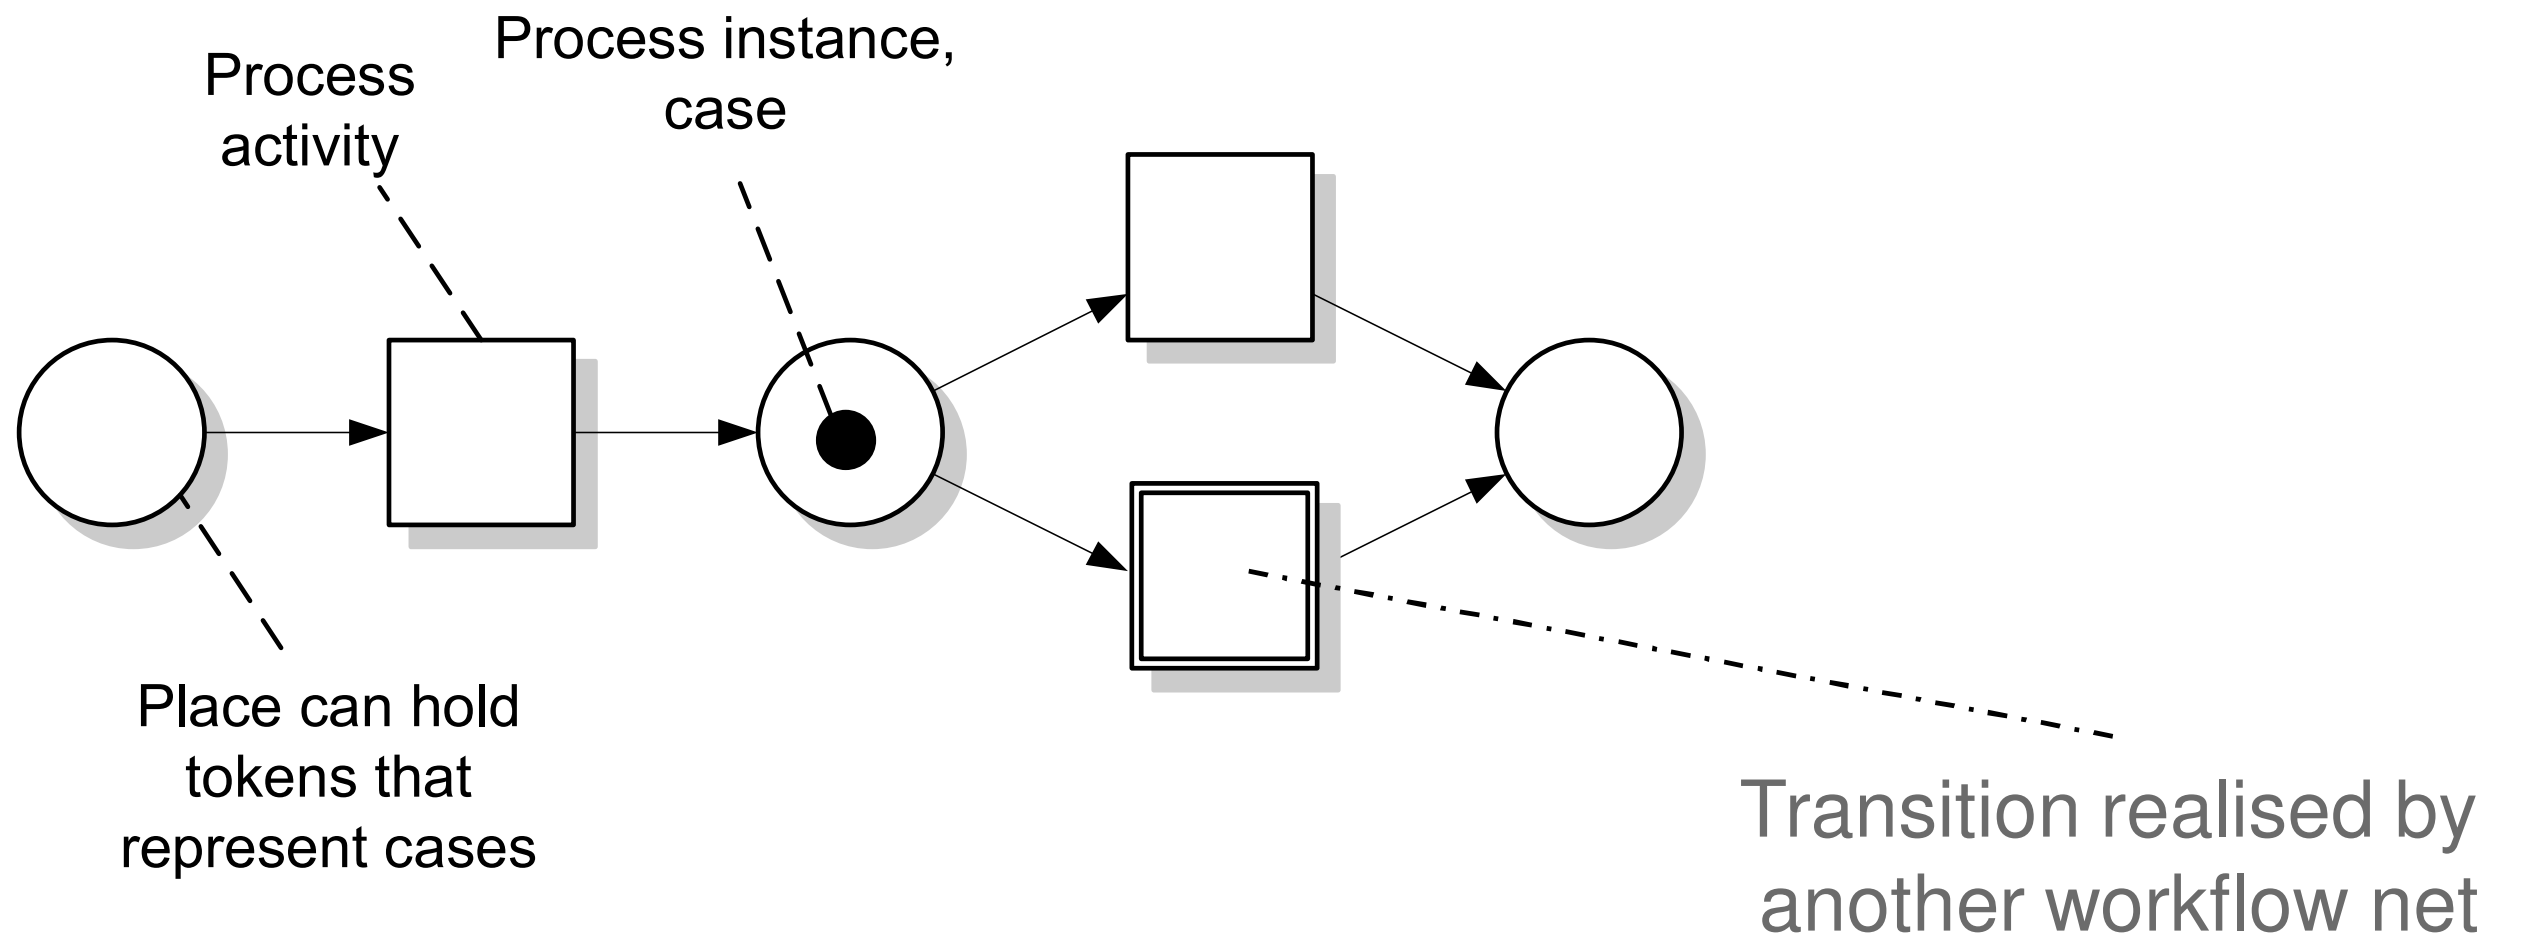 Process
activity
Process instance,
case
Place can hold
tokens that
represent cases
Transition realised by
another workflow net